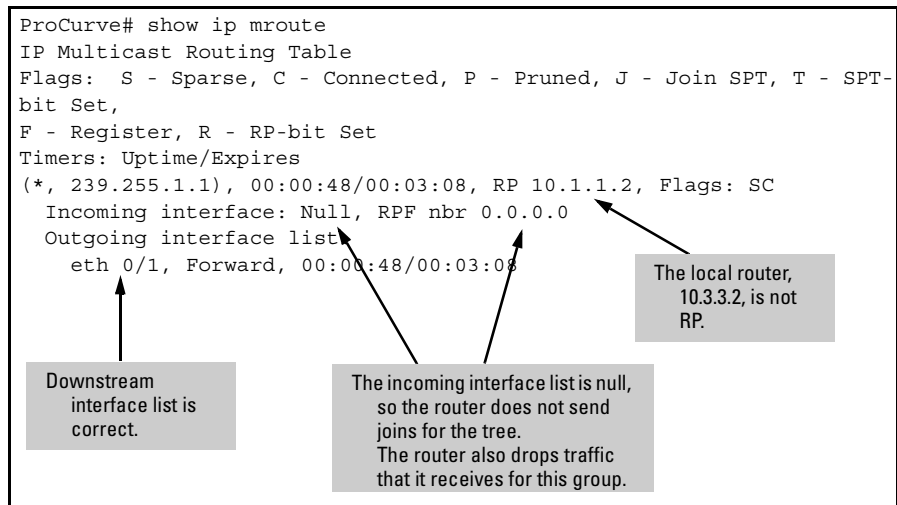 ProCurve# show ip mroute
IP Multicast Routing Table
Flags: S - Sparse, C - Connected, P - Pruned, J - Join SPT, T - SPT-
bit Set,
F - Register, R - RP-bit Set
Timers: Uptime/Expires
(*, 239.255.1.1), 00:00:48/00:03:08, RP 10.1.1.2, Flags: SC
Incoming interface: Null, RPF nbr 0.0.0.0
Outgoing interface list
eth 0/1, Forward, 00:00:48/00:03:08
The local router,
10.3.3.2, is not
RP.
Downstream
interface list is
correct.
The incoming interface list is null,
so the router does not send
joins for the tree.
The router also drops traffic
that it receives for this group.